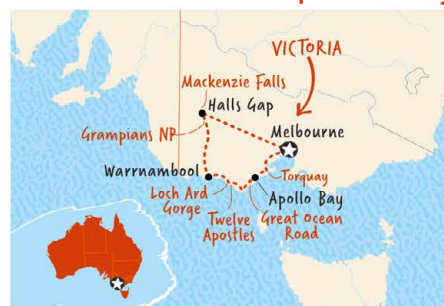 VICTORIA
Mackenzie Falls
Halls Gap
Grampians NP
Melbourne
Warrnambool
Torquay
Loch Ard
Gorge
Apollo Bay
Twelve
Apostles
Great Ocean
Road